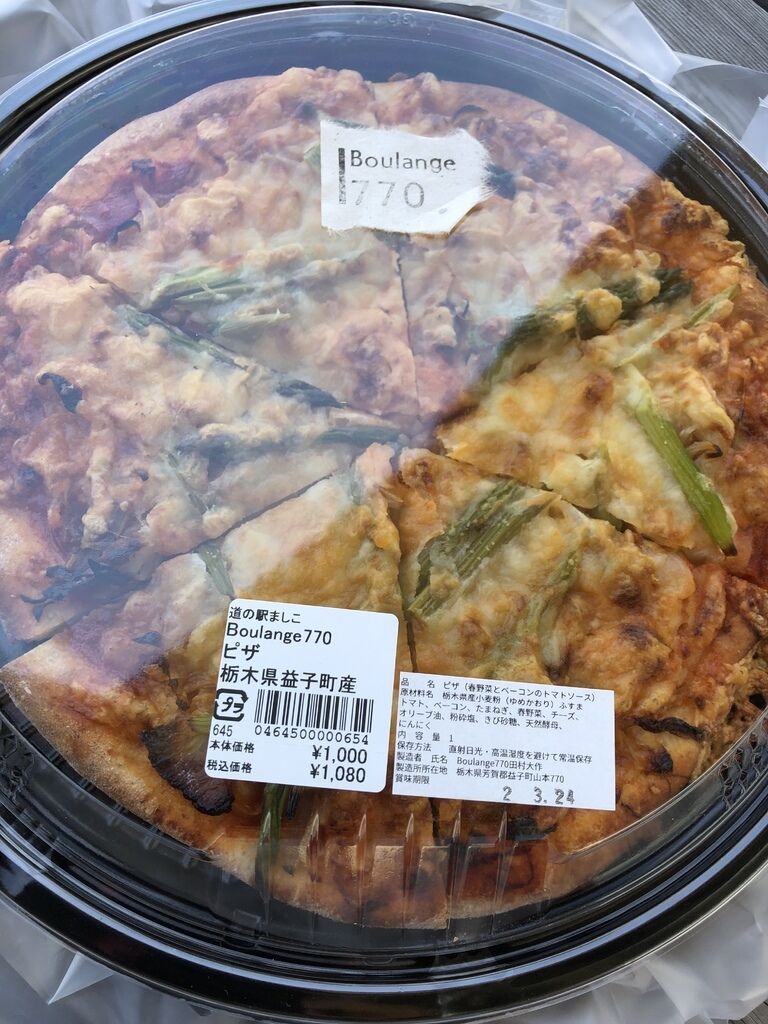 Boulange
770
道の駅ましこ
Boulange770
ピザ
栃木県益子町産
プラ
645
0464500000654
本体価格 ¥1,000
税込価格 ¥1,080
品 名 ピザ（春野菜とベーコンのトマトソース）
原材料名 栃木県産小麦粉（ゆめかおり）ふすま
トマト、ベーコン、たまねぎ、春野菜、チーズ、
オリーブ油、粉砕塩、きび砂糖、天然酵母、
にんにく
内 容 量 1
保存方法 直射日光・高温湿度を避けて常温保存
製造者 氏名 Boulange770田村大作
製造所所在地 栃木県芳賀郡益子町山本770
賞味期限
2 3.24